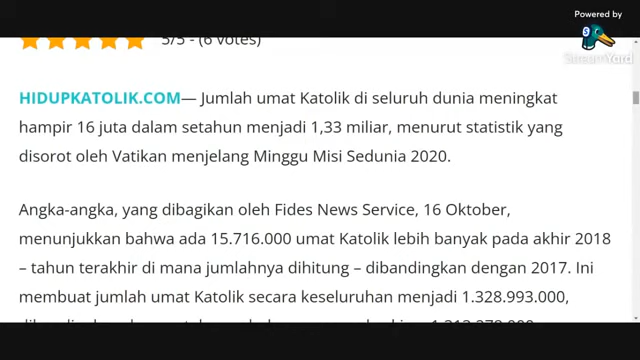 Powered by
StreamYard
5/5 - (6 votes)
HIDUPKATOLIK.COM— Jumlah umat Katolik di seluruh dunia meningkat
hampir 16 juta dalam setahun menjadi 1,33 miliar, menurut statistik yang
disorot oleh Vatikan menjelang Minggu Misi Sedunia 2020.
Angka-angka, yang dibagikan oleh Fides News Service, 16 Oktober,
menunjukkan bahwa ada 15.716.000 umat Katolik lebih banyak pada akhir 2018
– tahun terakhir di mana jumlahnya dihitung – dibandingkan dengan 2017. Ini
membuat jumlah umat Katolik secara keseluruhan menjadi 1.328.993.000,